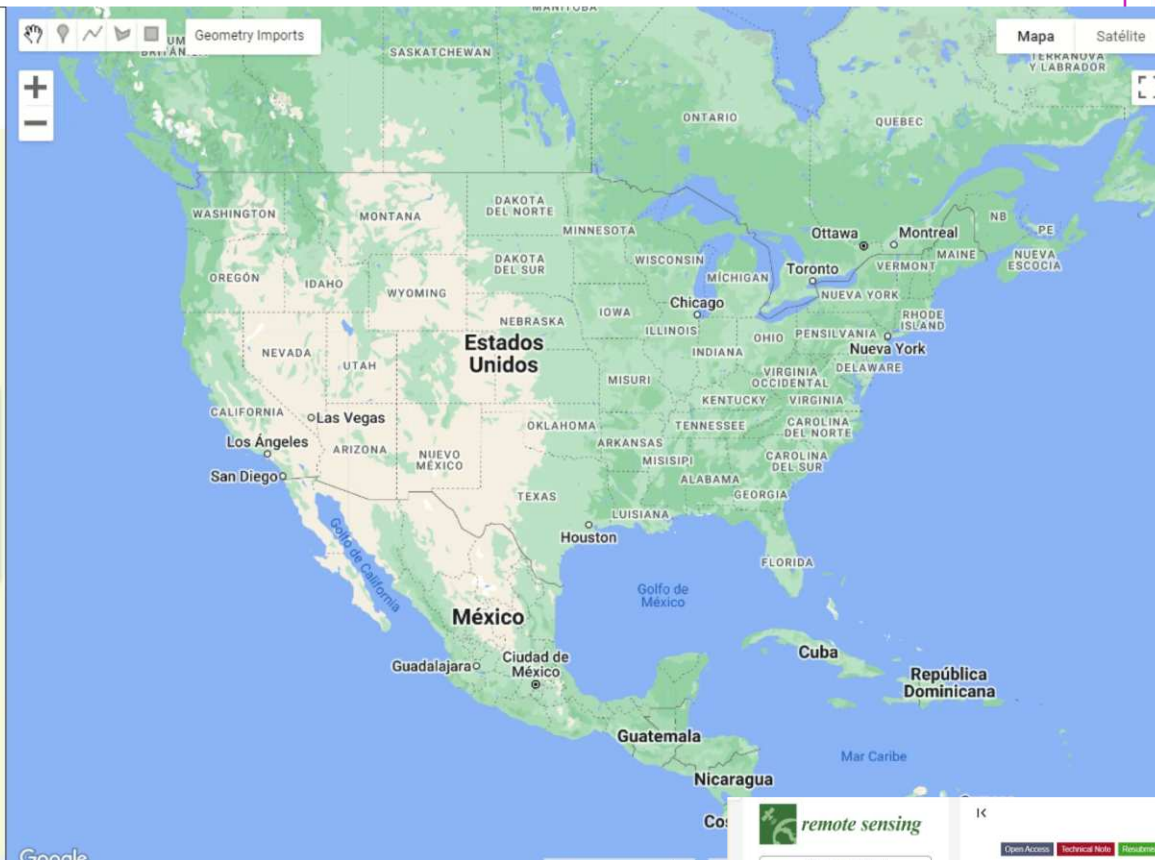 MANITOBA
Geometry Imports
Mapa
Satélite
SASKATCHEWAN
TERRANOVA
Y LABRADOR
ONTARIO
QUEBEC
WASHINGTON
MONTANA
DAKOTA
DEL NORTE
MINNESOTA
Ottawa
Montreal
NB
PE
MAINE
NUEVA
ESCOCIA
OREGÓN
IDAHO
WYOMING
DAKOTA
DEL SUR
WISCONSIN
MÍCHIGAN
Toronto
VERMONT
NUEVA YORK
Chicago
NEBRASKA
IOWA
ILLINOIS
INDIANA
OHIO
PENSILVANIA
RHODE
ISLAND
Nueva York
Estados
Unidos
NEVADA
UTAH
MISURI
VIRGINIA
OCCIDENTAL
DELAWARE
KENTUCKY
VIRGINIA
CALIFORNIA
Las Vegas
OKLAHOMA
TENNESSEE
CAROLINA
DEL NORTE
Los Ángeles
ARIZONA
NUEVO
MÉXICO
ARKANSAS
MISISIPI
CAROLINA
DEL SUR
San Diego
ALABAMA
TEXAS
GEORGIA
LUISIANA
Houston
FLORIDA
Golfo de California
Golfo de
México
México
Guadalajara
Ciudad de
México
Cuba
República
Dominicana
Guatemala
Mar Caribe
Nicaragua
Google
remote sensing
Open Access
Technical Note